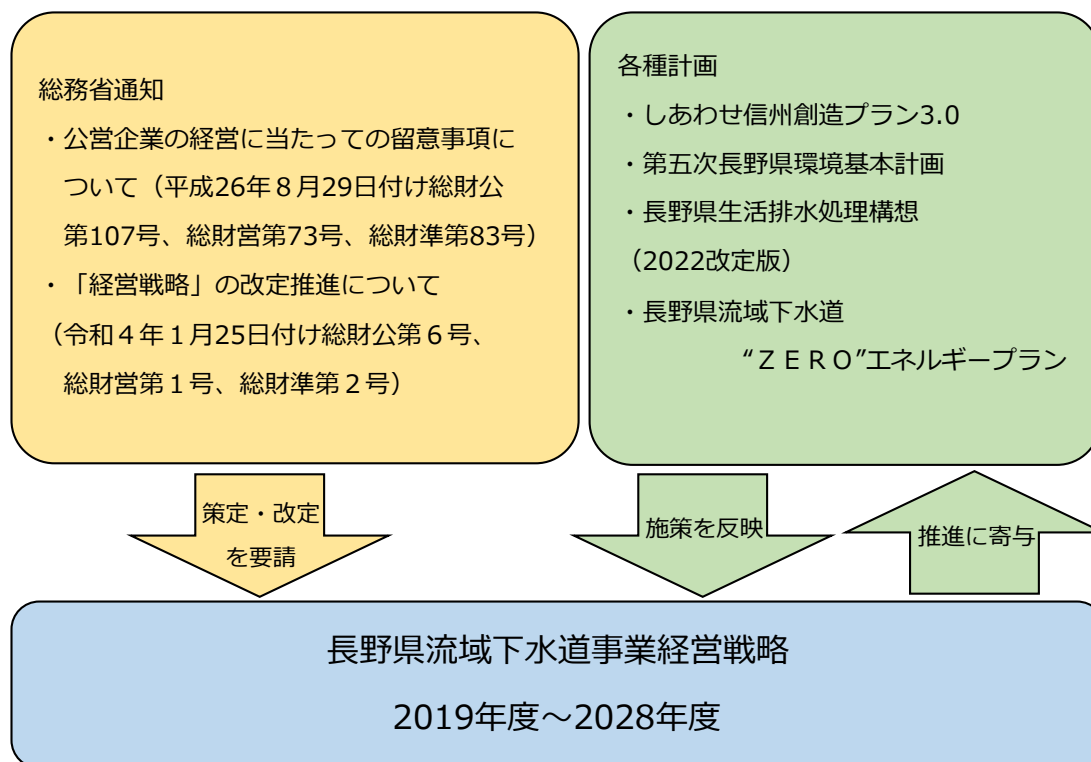 総務省通知
・公営企業の経営に当たっての留意事項に
ついて（平成26年８月29日付け総財公
第107号、総財営第73号、総財準第83号）
・「経営戦略」の改定推進について
（令和４年１月25日付け総財公第６号、
総財営第１号、総財準第２号）
各種計画
・しあわせ信州創造プラン3.0
・第五次長野県環境基本計画
・長野県生活排水処理構想
（2022改定版）
・長野県流域下水道
“ＺＥＲＯ”エネルギープラン
策定・改定
を要請
施策を反映
推進に寄与
長野県流域下水道事業経営戦略
2019年度～2028年度